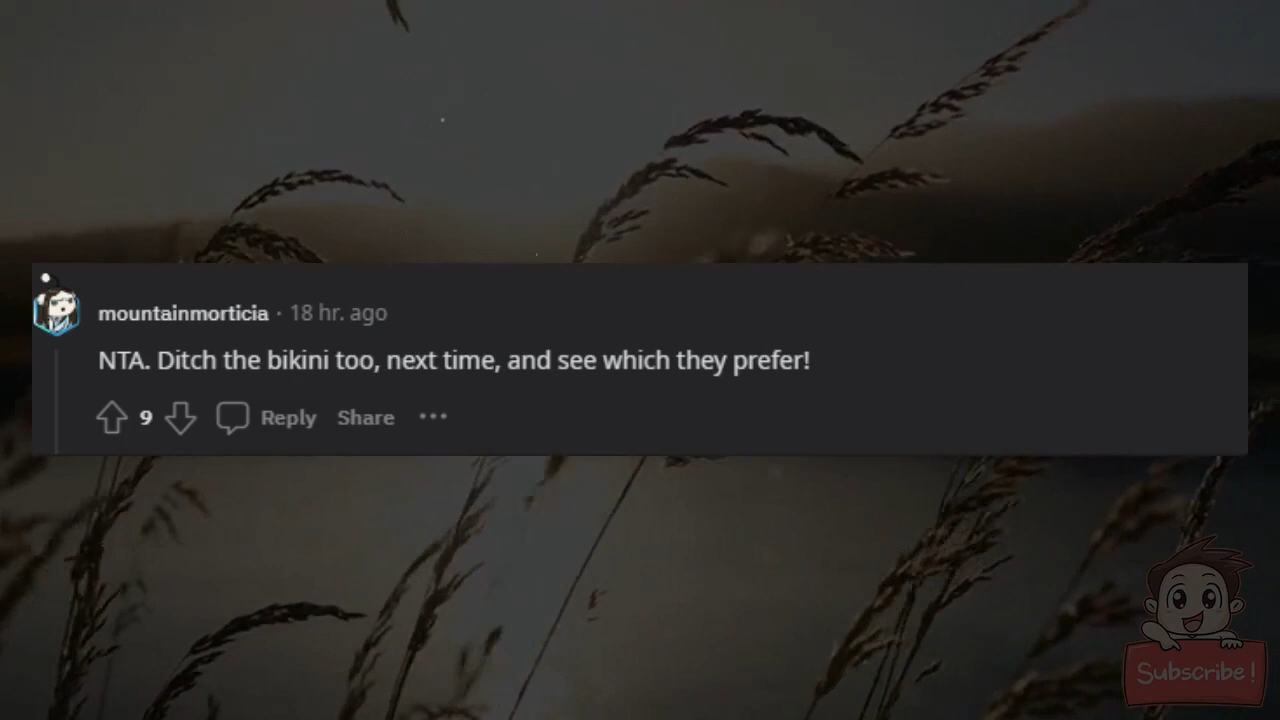 mountainmorticia · 18 hr. ago
NTA. Ditch the bikini too, next time, and see which they prefer!
9 Reply Share ···
Subscribe!